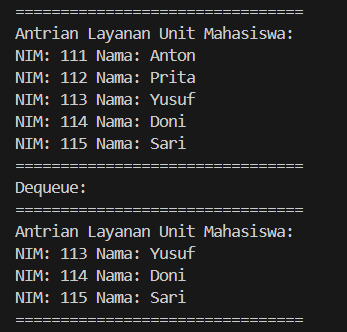 ================================
Antrian Layanan Unit Mahasiswa:
NIM: 111 Nama: Anton
NIM: 112 Nama: Prita
NIM: 113 Nama: Yusuf
NIM: 114 Nama: Doni
NIM: 115 Nama: Sari
================================
Dequeue:
================================
Antrian Layanan Unit Mahasiswa:
NIM: 113 Nama: Yusuf
NIM: 114 Nama: Doni
NIM: 115 Nama: Sari
================================